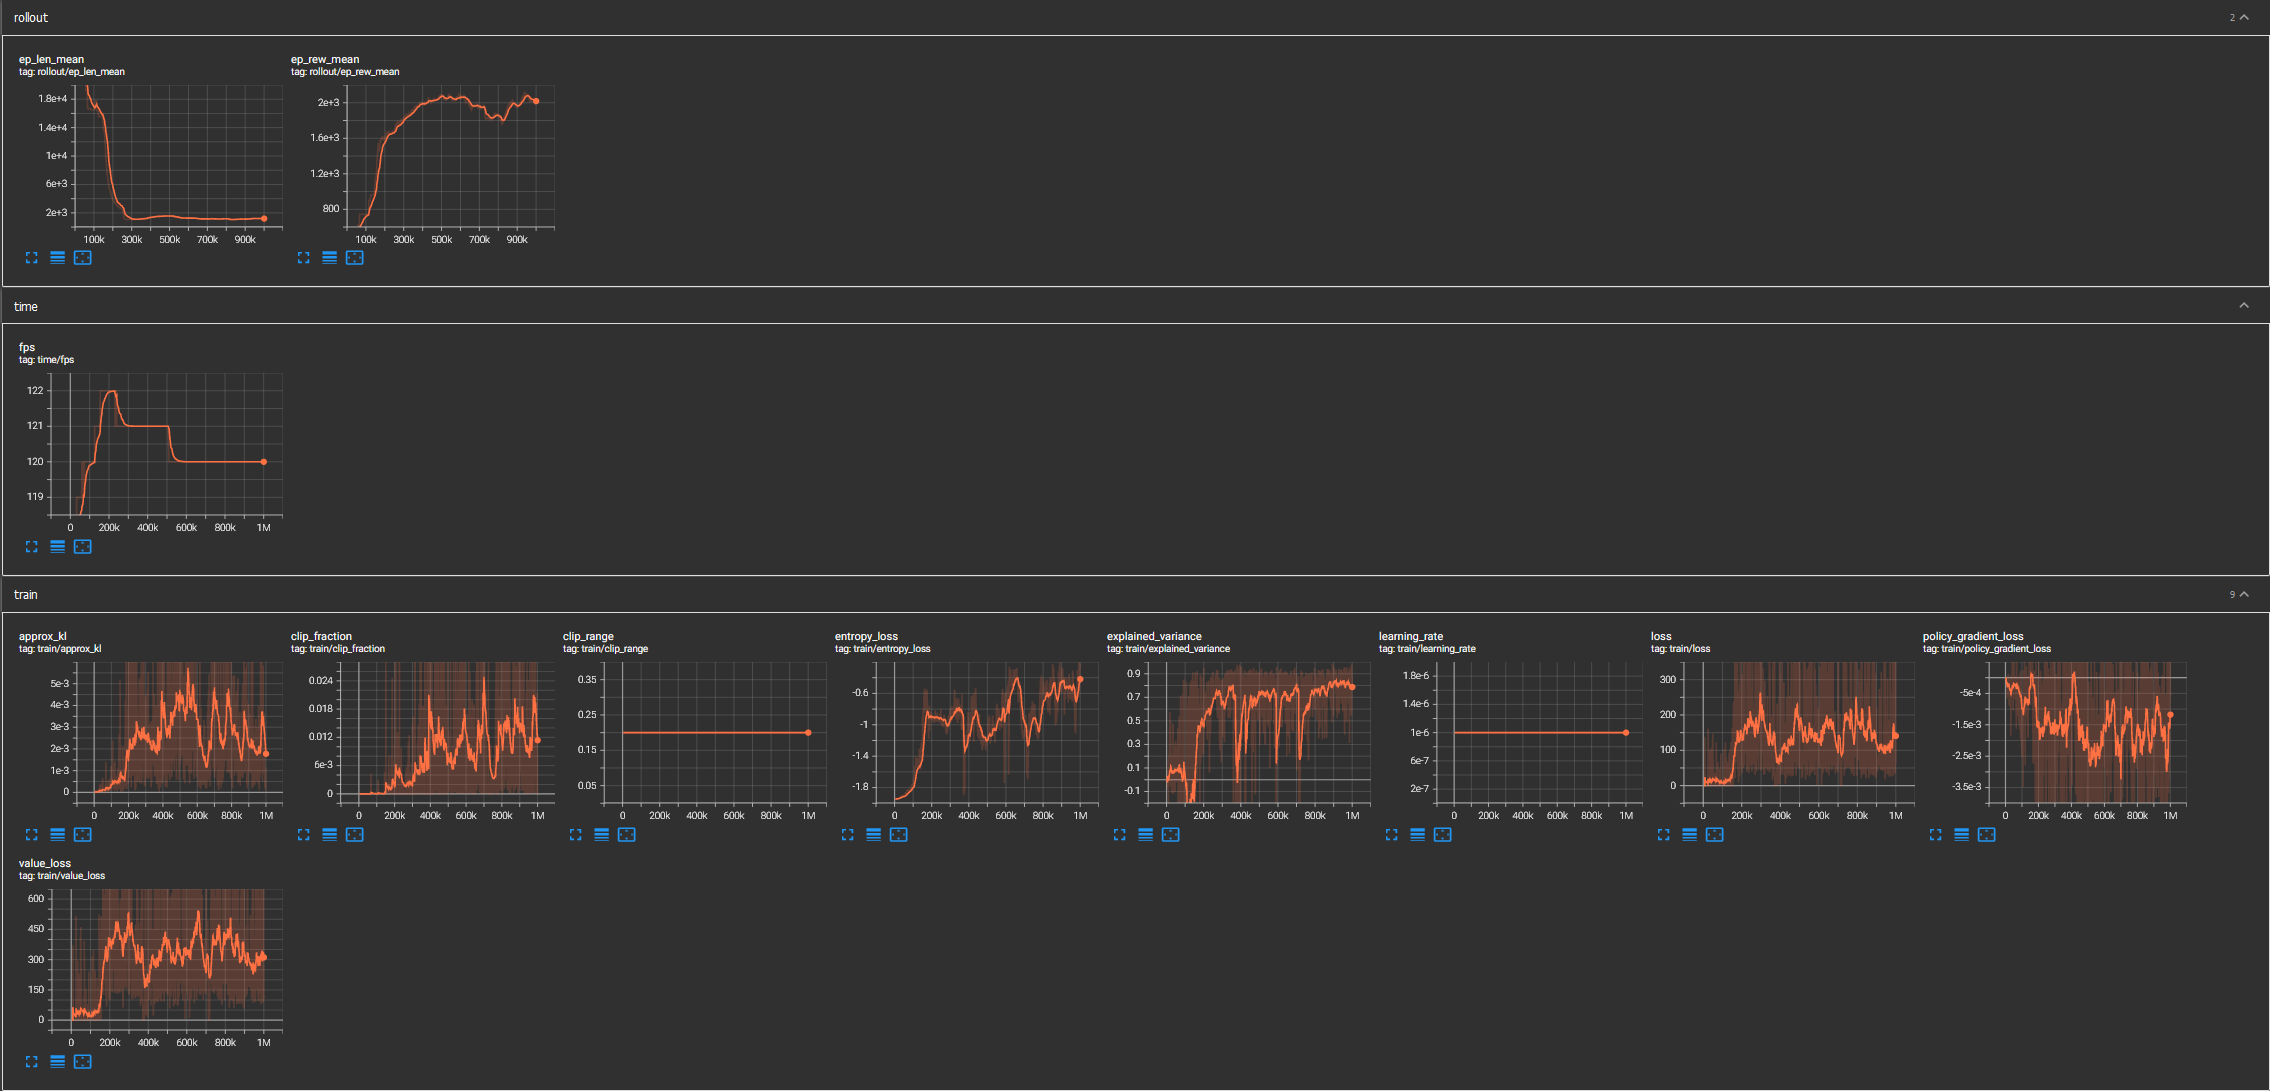 rollout
2
ep_len_mean
tag: rollout/ep_len_mean
1.8e+4
1.4e+4
1e+4
6e+3
2e+3
100k 300k 500k 700k 900k
ep_rew_mean
tag: rollout/ep_rew_mean
2e+3
1.6e+3
1.2e+3
800
100k 300k 500k 700k 900k
time
fps
tag: time/fps
122
121
120
119
0 200k 400k 600k 800k 1M
train
9
approx_kl
tag: train/approx_kl
5e-3
4e-3
3e-3
2e-3
1e-3
0
0 200k 400k 600k 800k 1M
clip_fraction
tag: train/clip_fraction
0.024
0.018
0.012
6e-3
0
0 200k 400k 600k 800k 1M
clip_range
tag: train/clip_range
0.35
0.25
0.15
0.05
0 200k 400k 600k 800k 1M
entropy_loss
tag: train/entropy_loss
-0.6
-1
-1.4
-1.8
0 200k 400k 600k 800k 1M
explained_variance
tag: train/explained_variance
0.9
0.7
0.5
0.3
0.1
-0.1
0 200k 400k 600k 800k 1M
learning_rate
tag: train/learning_rate
1.8e-6
1.4e-6
1e-6
6e-7
2e-7
0 200k 400k 600k 800k 1M
loss
tag: train/loss
300
200
100
0
0 200k 400k 600k 800k 1M
policy_gradient_loss
tag: train/policy_gradient_loss
-5e-4
-1.5e-3
-2.5e-3
-3.5e-3
0 200k 400k 600k 800k 1M
value_loss
tag: train/value_loss
600
450
300
150
0
0 200k 400k 600k 800k 1M